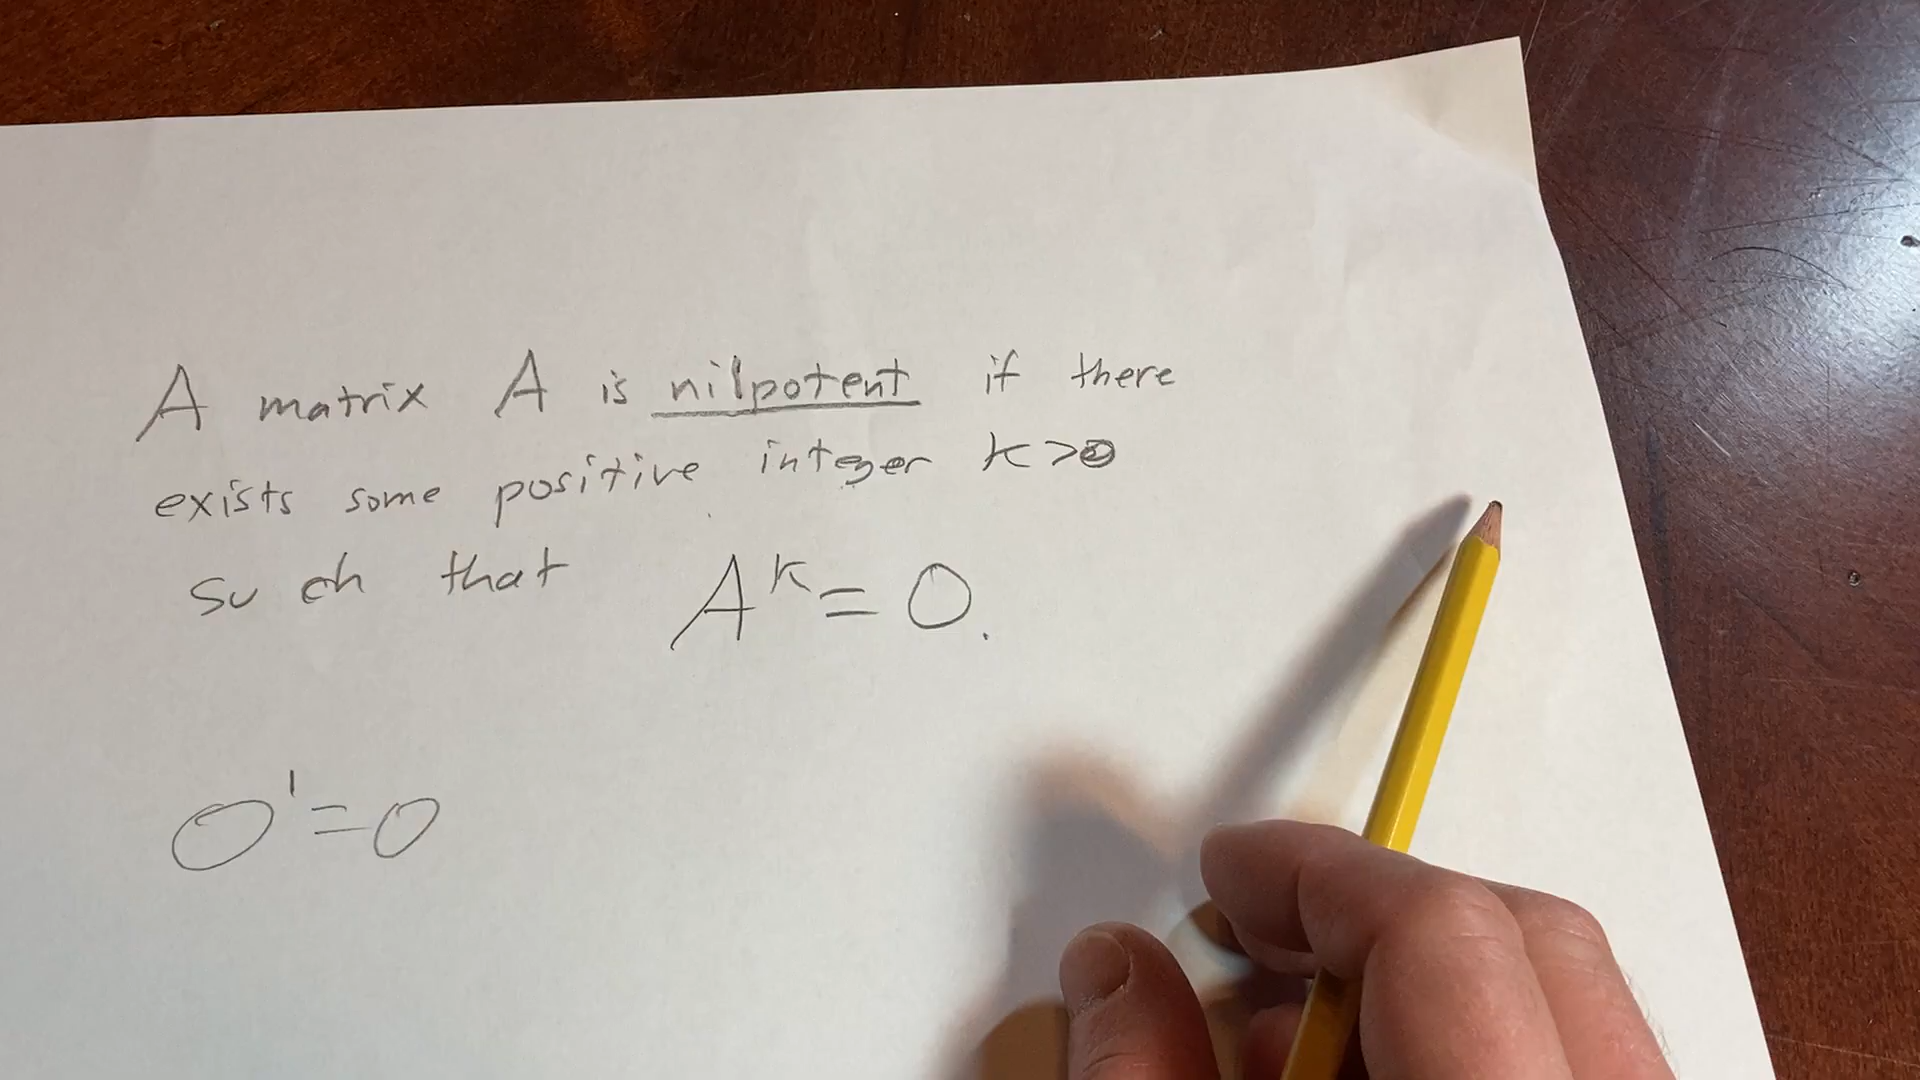 A matrix A is nilpotent if there
exists some positive integer k>0
such that A^k = 0.
0^1 = 0